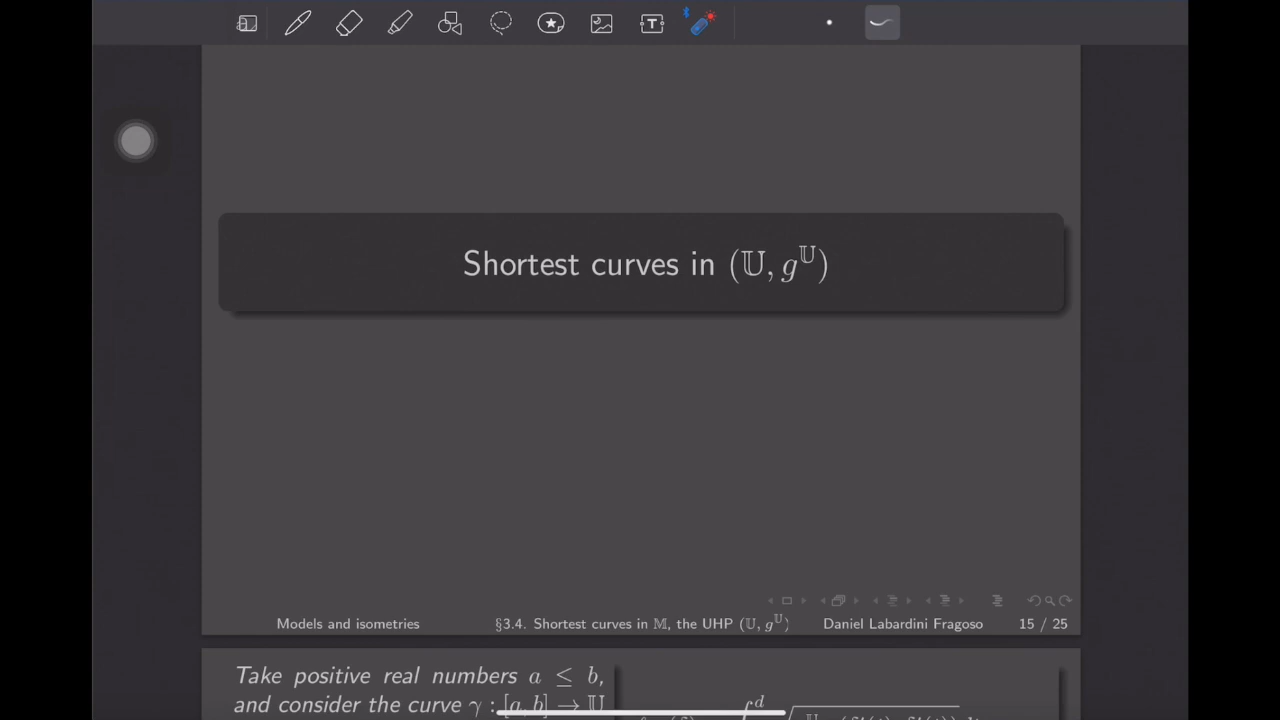 Shortest curves in (𝕌, g^𝕌)
Models and isometries §3.4. Shortest curves in 𝕄, the UHP (𝕌, g^𝕌) Daniel Labardini Fragoso 15 / 25
Take positive real numbers a ≤ b,
and consider the curve γ : [a, b] → 𝕌